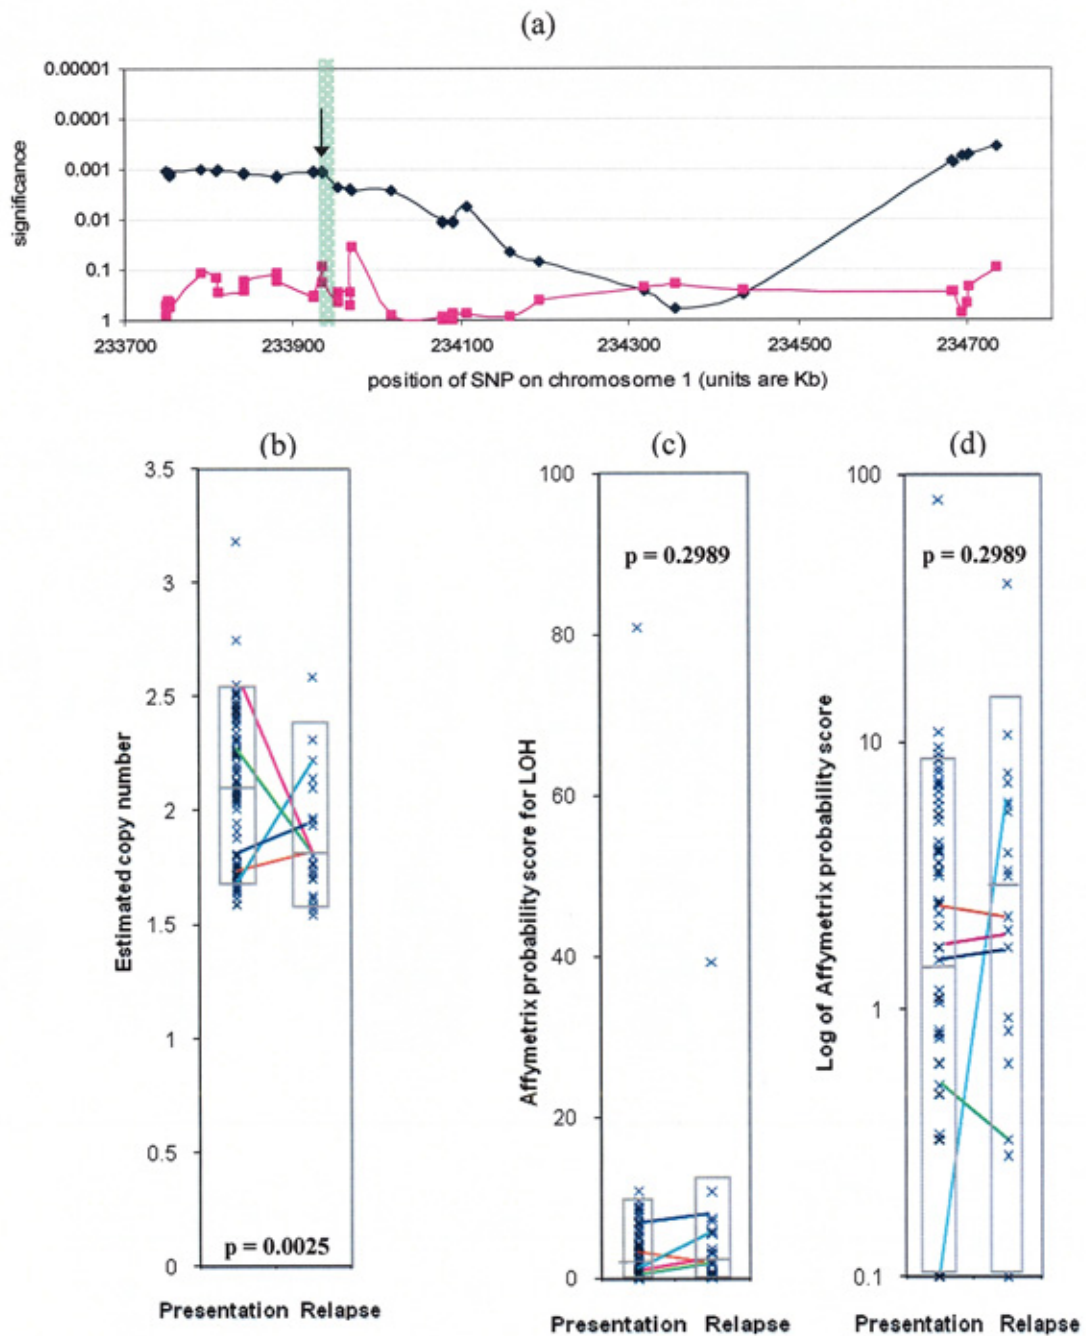 (a)
0.00001
0.0001
0.001
0.01
0.1
1
significance
233700 233900 234100 234300 234500 234700
position of SNP on chromosome 1 (units are Kb)
(b)
3.5
3
2.5
2
1.5
1
0.5
0
Estimated copy number
p = 0.0025
Presentation Relapse
(c)
100
80
60
40
20
0
Affymetrix probability score for LOH
p = 0.2989
Presentation Relapse
(d)
100
10
1
0.1
Log of Affymetrix probability score
p = 0.2989
Presentation Relapse